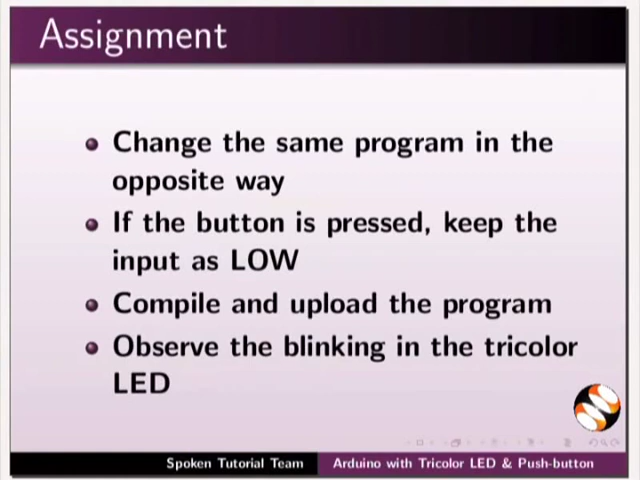 Assignment
Change the same program in the
opposite way
If the button is pressed, keep the
input as LOW
Compile and upload the program
Observe the blinking in the tricolor
LED
Spoken Tutorial Team
Arduino with Tricolor LED & Push-button